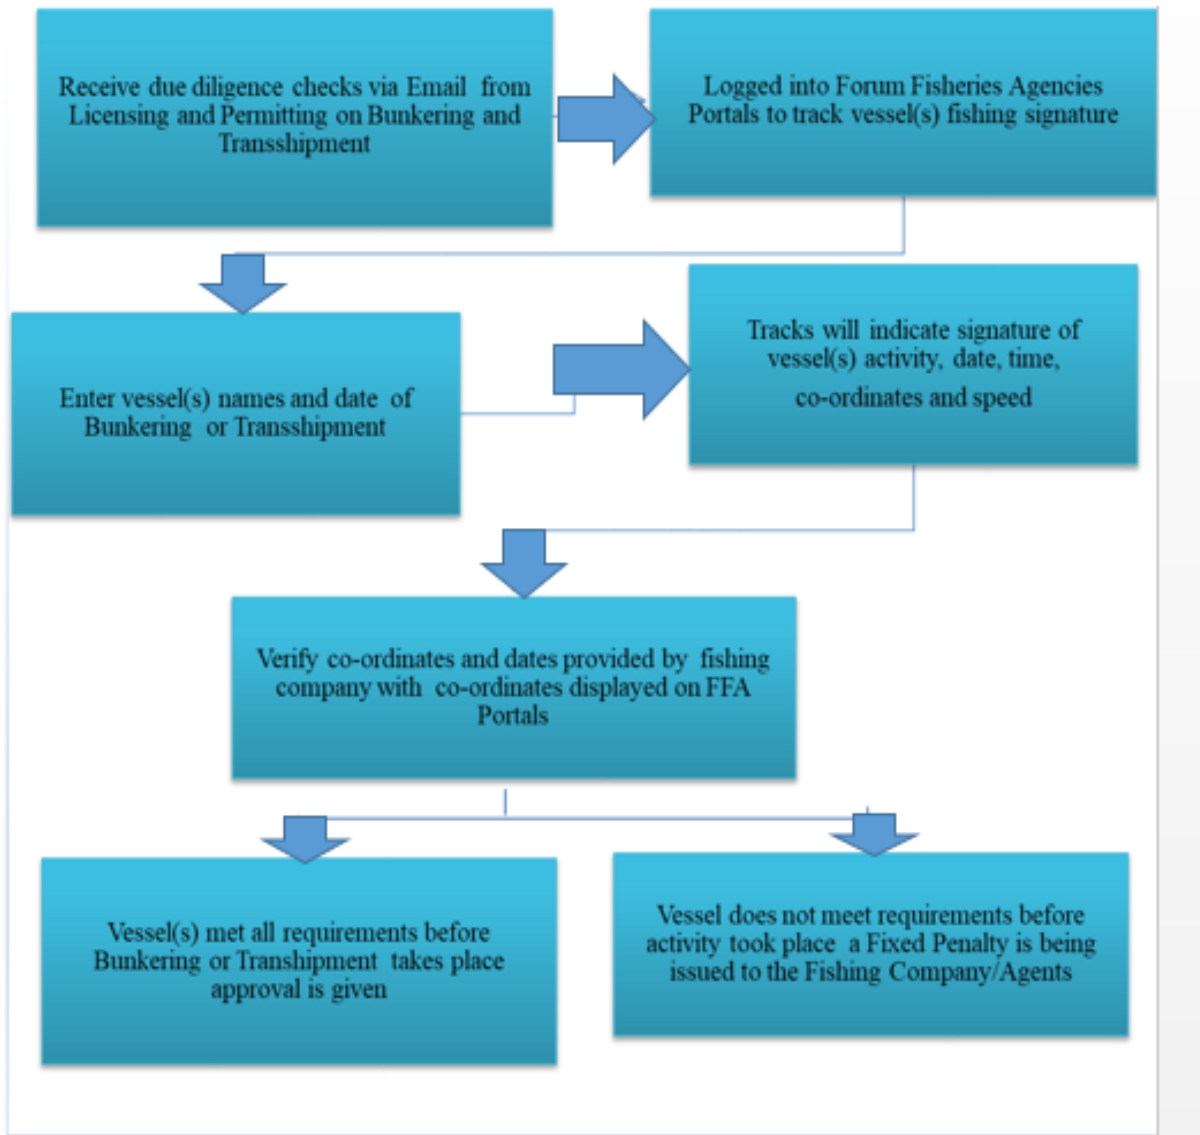 Receive due diligence checks via Email from
Licensing and Permitting on Bunkering and
Transshipment
Logged into Forum Fisheries Agencies
Portals to track vessel(s) fishing signature
Enter vessel(s) names and date of
Bunkering or Transshipment
Tracks will indicate signature of
vessel(s) activity, date, time,
co-ordinates and speed
Verify co-ordinates and dates provided by fishing
company with co-ordinates displayed on FFA
Portals
Vessel(s) met all requirements before
Bunkering or Transhipment takes place
approval is given
Vessel does not meet requirements before
activity took place a Fixed Penalty is being
issued to the Fishing Company/Agents